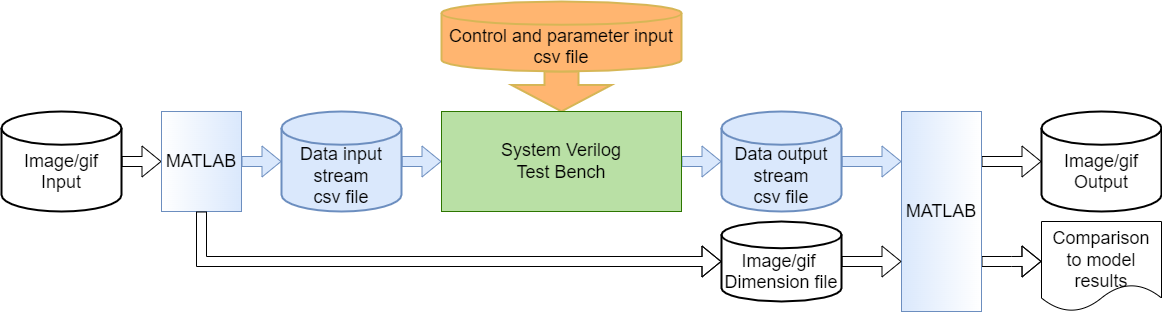 Control and parameter input
csv file
Image/gif
Input
MATLAB
Data input
stream
csv file
System Verilog
Test Bench
Data output
stream
csv file
MATLAB
Image/gif
Output
Image/gif
Dimension file
Comparison
to model
results